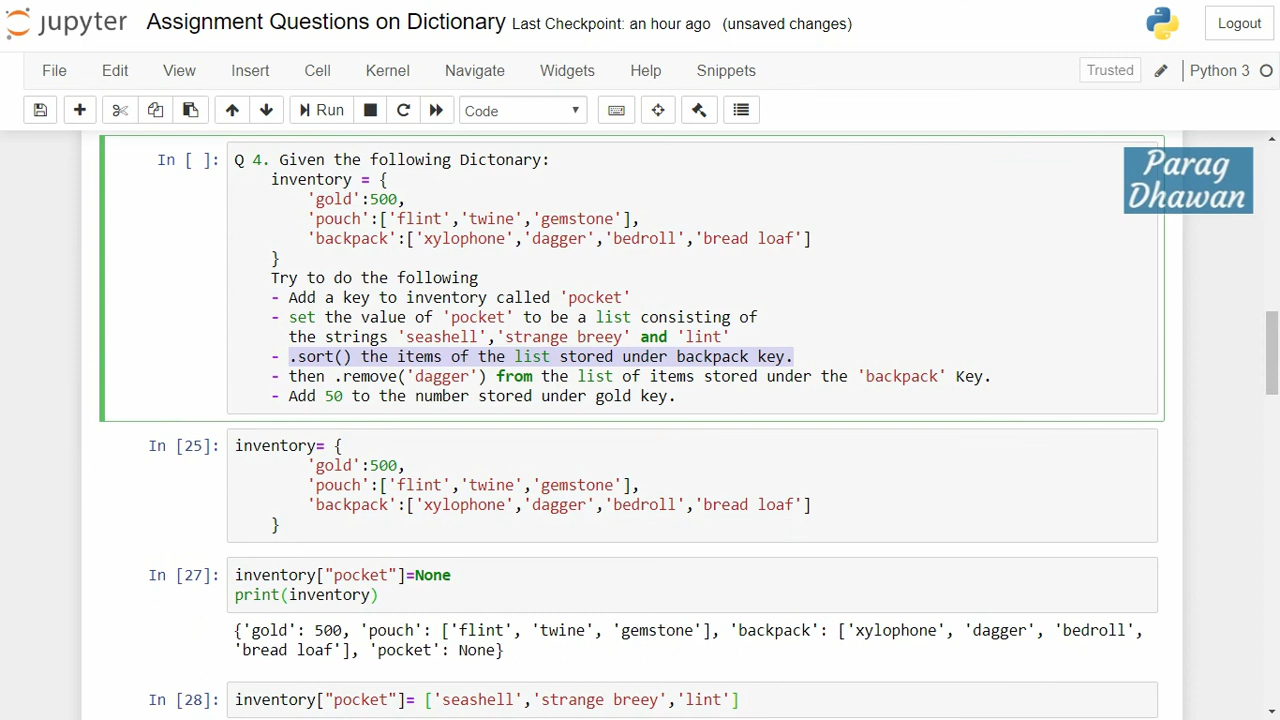 jupyter Assignment Questions on Dictionary Last Checkpoint: an hour ago (unsaved changes) Logout
File Edit View Insert Cell Kernel Navigate Widgets Help Snippets Trusted Python 3
Run Code
Parag
Dhawan
In [ ]: Q 4. Given the following Dictonary:
inventory = {
'gold':500,
'pouch':['flint','twine','gemstone'],
'backpack':['xylophone','dagger','bedroll','bread loaf']
}
Try to do the following
- Add a key to inventory called 'pocket'
- set the value of 'pocket' to be a list consisting of
the strings 'seashell','strange breey' and 'lint'
- .sort() the items of the list stored under backpack key.
- then .remove('dagger') from the list of items stored under the 'backpack' Key.
- Add 50 to the number stored under gold key.
In [25]: inventory= {
'gold':500,
'pouch':['flint','twine','gemstone'],
'backpack':['xylophone','dagger','bedroll','bread loaf']
}
In [27]: inventory["pocket"]=None
print(inventory)
{'gold': 500, 'pouch': ['flint', 'twine', 'gemstone'], 'backpack': ['xylophone', 'dagger', 'bedroll',
'bread loaf'], 'pocket': None}
In [28]: inventory["pocket"]= ['seashell','strange breey','lint']